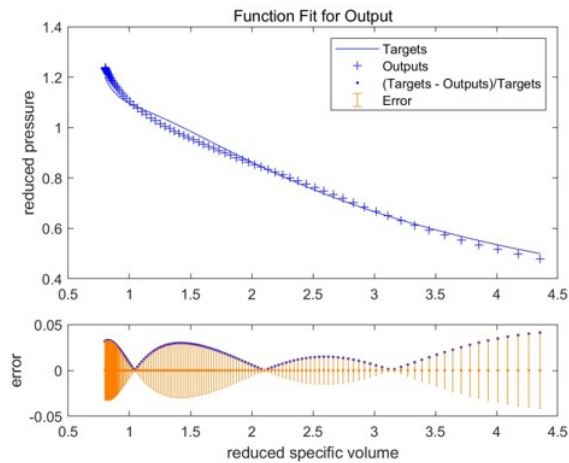 Function Fit for Output
1.4
1.2
1
0.8
0.6
0.4
reduced pressure
Targets
Outputs
(Targets - Outputs)/Targets
Error
0.5 1 1.5 2 2.5 3 3.5 4 4.5
0.05
0
-0.05
error
0.5 1 1.5 2 2.5 3 3.5 4 4.5
reduced specific volume